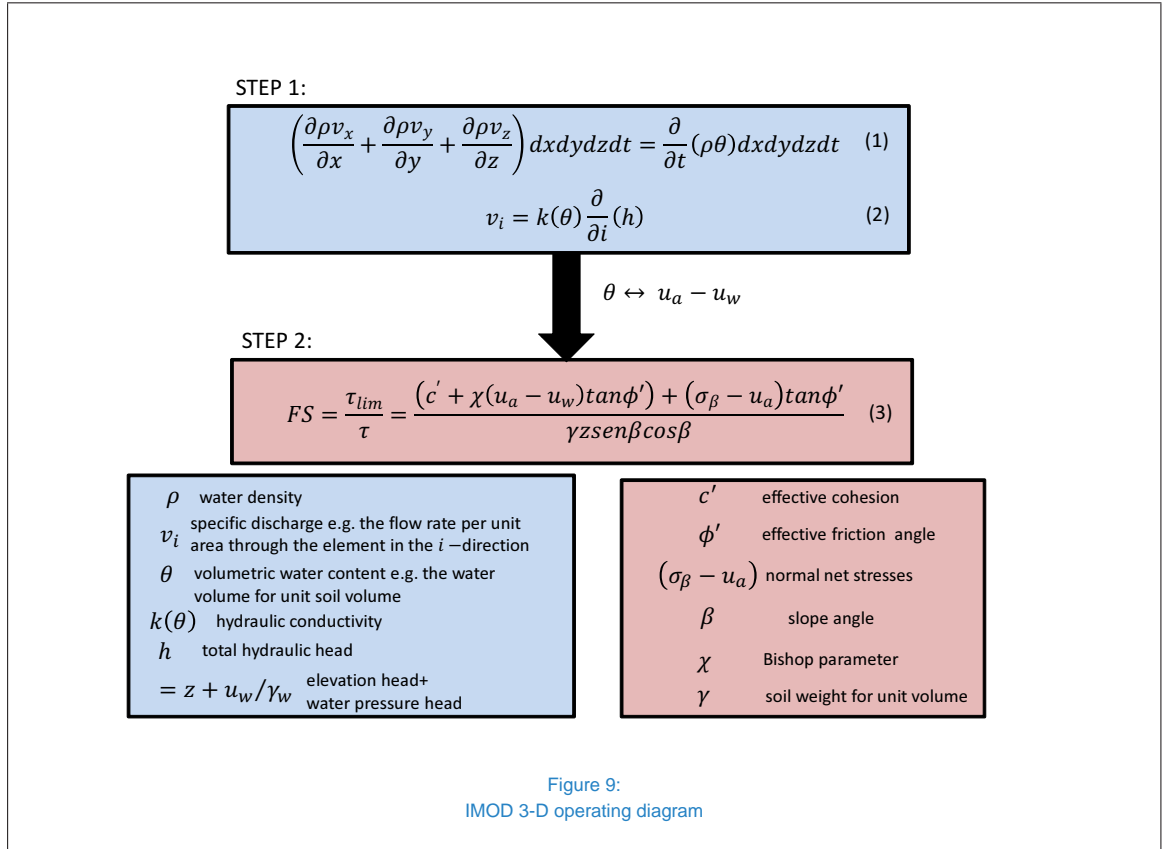 STEP 1:
(∂ρv_x/∂x + ∂ρv_y/∂y + ∂ρv_z/∂z) dxdydzdt = ∂/∂t (ρθ)dxdydzdt (1)
v_i = k(θ) ∂/∂i (h) (2)
θ ↔ u_a − u_w
STEP 2:
FS = τ_lim/τ = ((c′ + χ(u_a − u_w)tanϕ′) + (σ_β − u_a)tanϕ′)/(γzsenβcosβ) (3)
ρ water density
v_i specific discharge e.g. the flow rate per unit
area through the element in the i −direction
θ volumetric water content e.g. the water
volume for unit soil volume
k(θ) hydraulic conductivity
h total hydraulic head
= z + u_w/γ_w elevation head+
water pressure head
c′ effective cohesion
ϕ′ effective friction angle
(σ_β − u_a) normal net stresses
β slope angle
χ Bishop parameter
γ soil weight for unit volume
Figure 9:
IMOD 3-D operating diagram